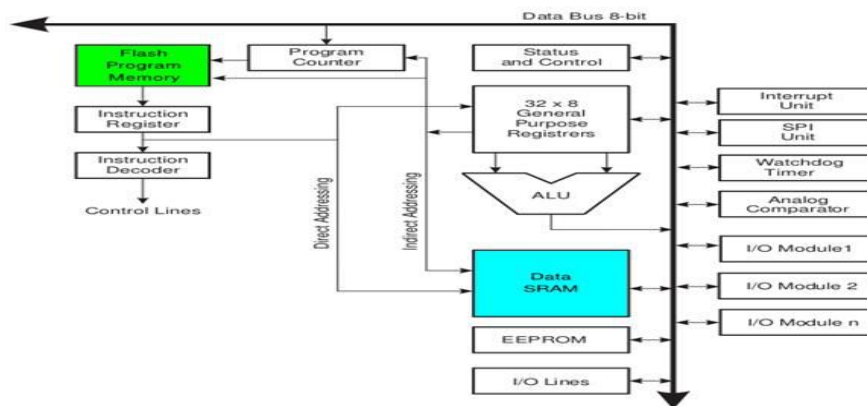 Data Bus 8-bit
Flash
Program
Memory
Program
Counter
Status
and Control
Instruction
Register
32 x 8
General
Purpose
Registrers
Interrupt
Unit
SPI
Unit
Instruction
Decoder
Watchdog
Timer
Control Lines
Direct Addressing
Indirect Addressing
ALU
Analog
Comparator
I/O Module1
Data
SRAM
I/O Module 2
EEPROM
I/O Module n
I/O Lines